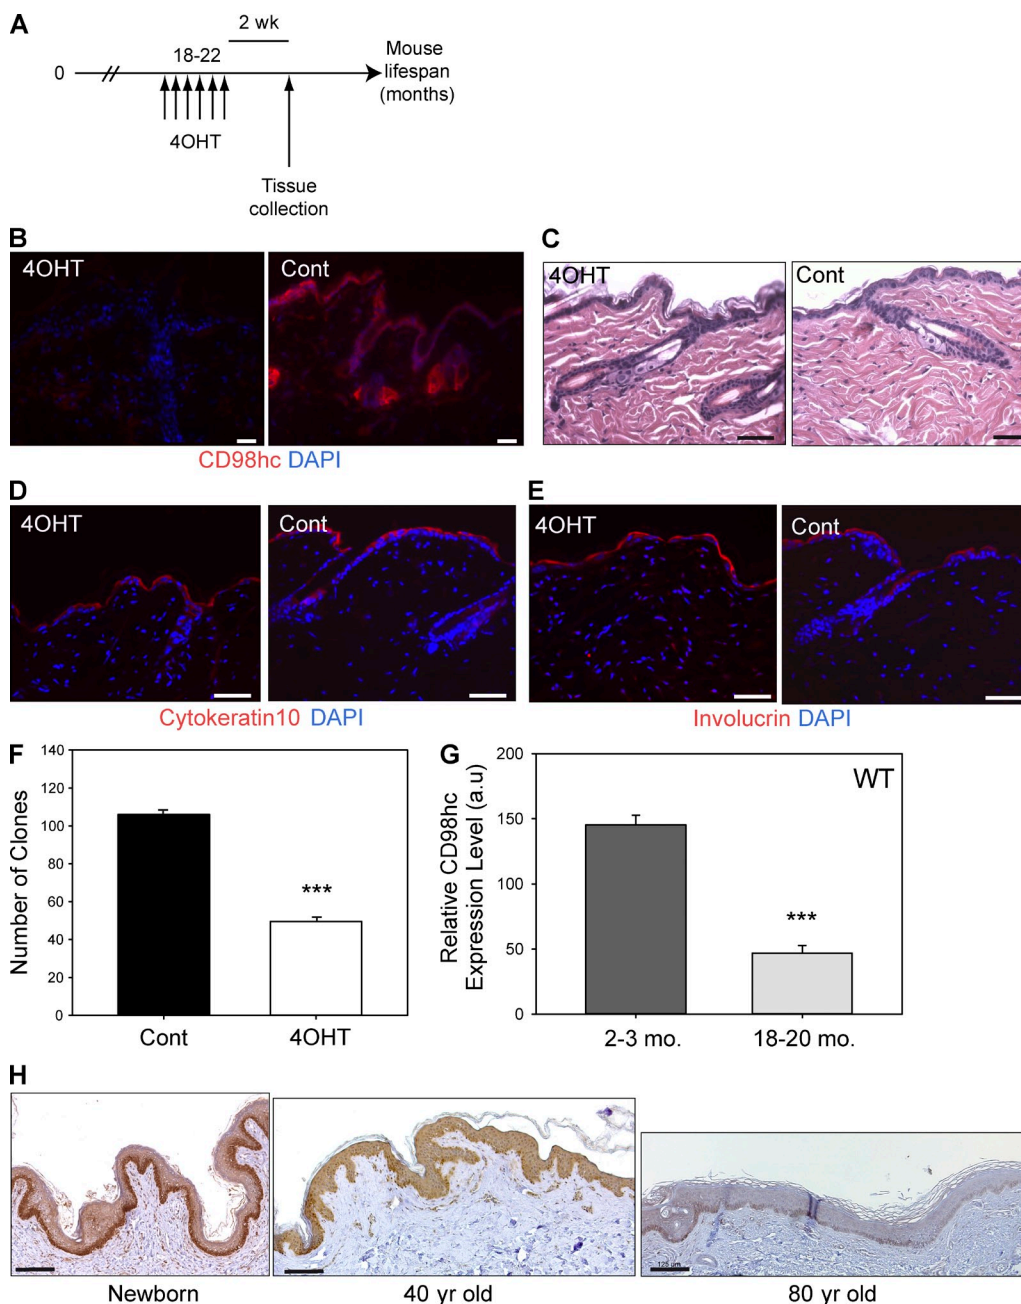 A
2 wk
18-22
0
Mouse
lifespan
(months)
4OHT
Tissue
collection
B
4OHT
Cont
CD98hc DAPI
C
4OHT
Cont
D
4OHT
Cont
Cytokeratin10 DAPI
E
4OHT
Cont
Involucrin DAPI
F
Number of Clones
140
120
100
80
60
40
20
0
***
Cont
4OHT
G
Relative CD98hc
Expression Level (a.u)
200
150
100
50
0
WT
***
2-3 mo.
18-20 mo.
H
125 µm
Newborn
40 yr old
80 yr old